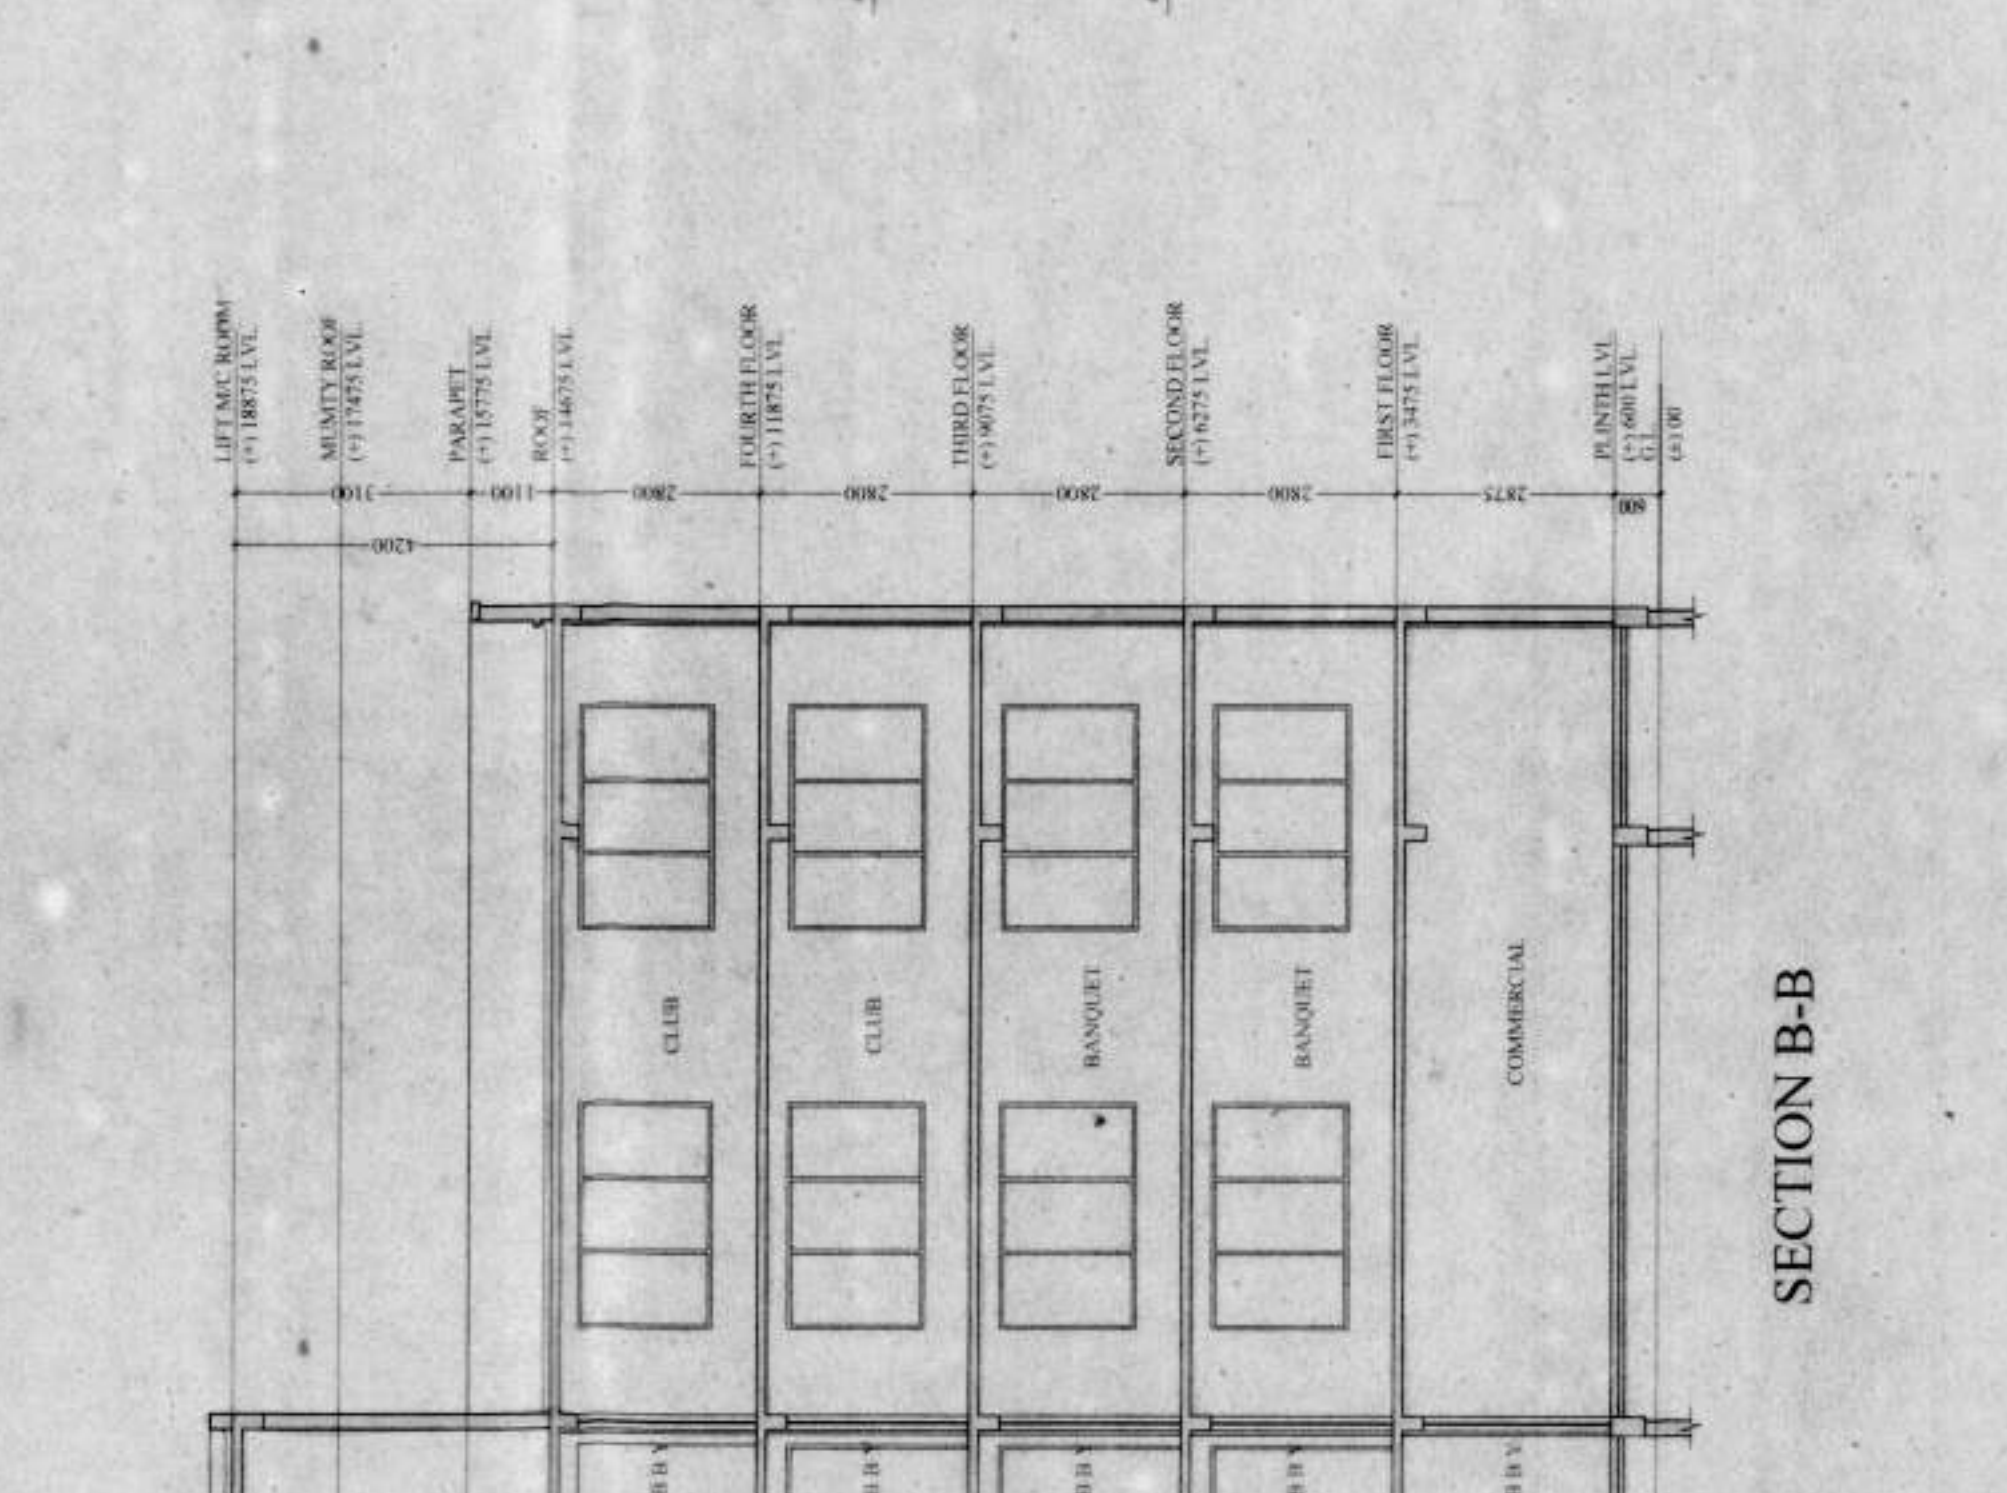 LIFT M/C ROOM
(+) 18875 LVL.
MUMTY ROOF
(+) 17475 LVL.
PARAPET
(+) 15775 LVL.
ROOF
(+) 14675 LVL.
FOURTH FLOOR
(+) 11875 LVL.
THIRD FLOOR
(+) 9075 LVL.
SECOND FLOOR
(+) 6275 LVL.
FIRST FLOOR
(+) 3475 LVL.
PLINTH LVL.
(+) 600 LVL.
G.L.
(±) 00
3100
1100
2800
2800
2800
2800
2875
600
4200
CLUB
CLUB
BANQUET
BANQUET
COMMERCIAL
SECTION B-B